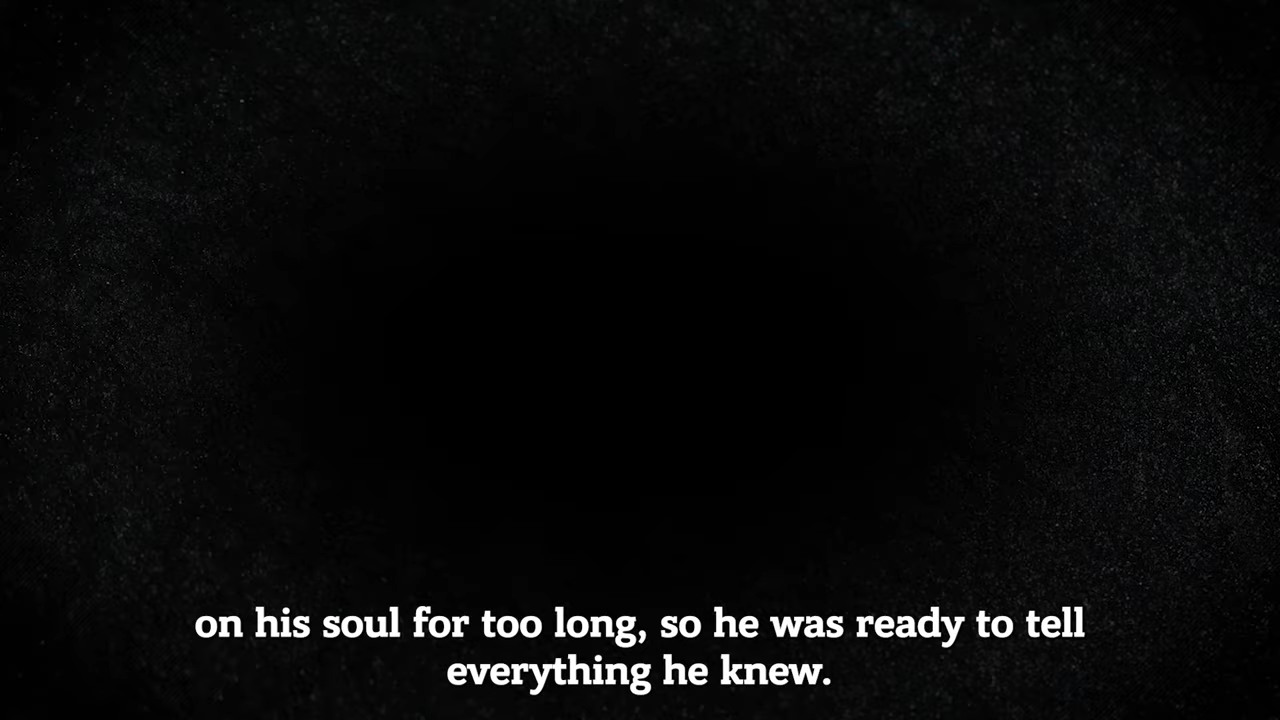 on his soul for too long, so he was ready to tell
everything he knew.